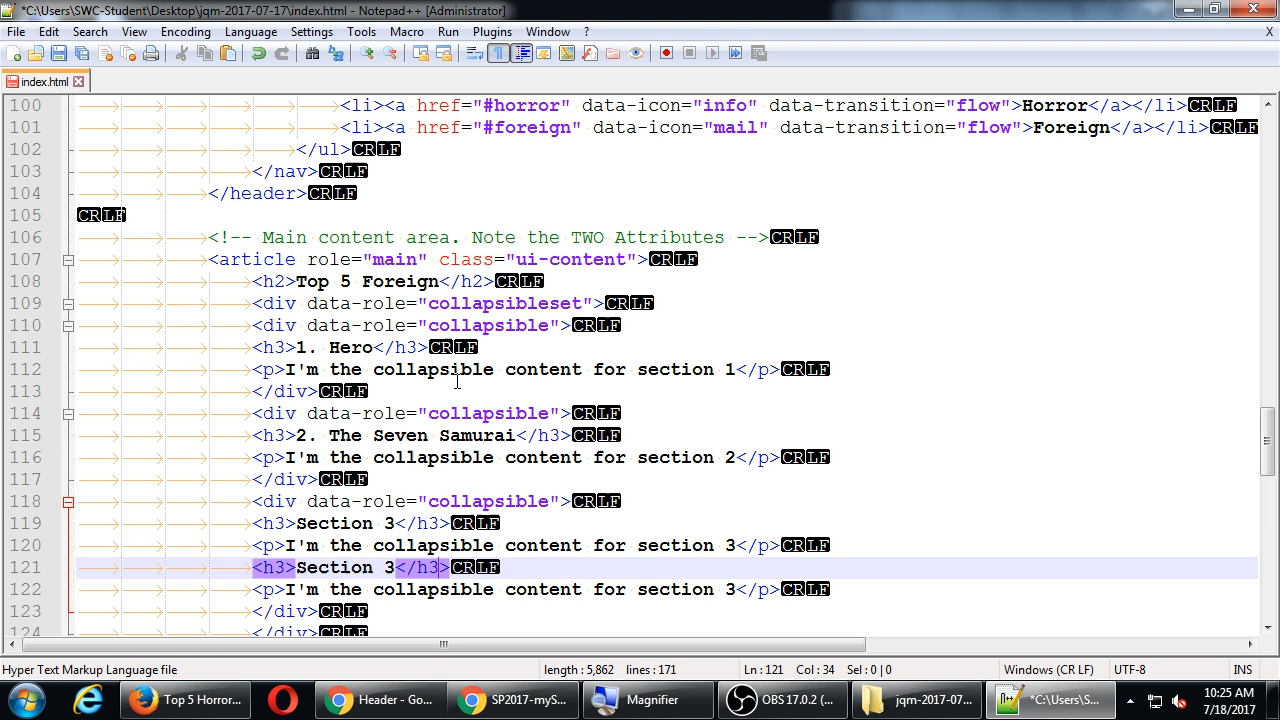 *C:\Users\SWC-Student\Desktop\jqm-2017-07-17\index.html - Notepad++ [Administrator]
File Edit Search View Encoding Language Settings Tools Macro Run Plugins Window ? X
index.html
100 <li><a href="#horror" data-icon="info" data-transition="flow">Horror</a></li>CRLF
101 <li><a href="#foreign" data-icon="mail" data-transition="flow">Foreign</a></li>CRLF
102 </ul>CRLF
103 </nav>CRLF
104 </header>CRLF
105 CRLF
106 <!-- Main content area. Note the TWO Attributes -->CRLF
107 <article role="main" class="ui-content">CRLF
108 <h2>Top 5 Foreign</h2>CRLF
109 <div data-role="collapsibleset">CRLF
110 <div data-role="collapsible">CRLF
111 <h3>1. Hero</h3>CRLF
112 <p>I'm the collapsible content for section 1</p>CRLF
113 </div>CRLF
114 <div data-role="collapsible">CRLF
115 <h3>2. The Seven Samurai</h3>CRLF
116 <p>I'm the collapsible content for section 2</p>CRLF
117 </div>CRLF
118 <div data-role="collapsible">CRLF
119 <h3>Section 3</h3>CRLF
120 <p>I'm the collapsible content for section 3</p>CRLF
121 <h3>Section 3</h3>CRLF
122 <p>I'm the collapsible content for section 3</p>CRLF
123 </div>CRLF
124 </div>CRLF
Hyper Text Markup Language file length : 5,862 lines : 171 Ln : 121 Col : 34 Sel : 0 | 0 Windows (CR LF) UTF-8 INS
Top 5 Horror... Header - Go... SP2017-myS... Magnifier OBS 17.0.2 (... jqm-2017-07... *C:\Users\S... 10:25 AM
7/18/2017